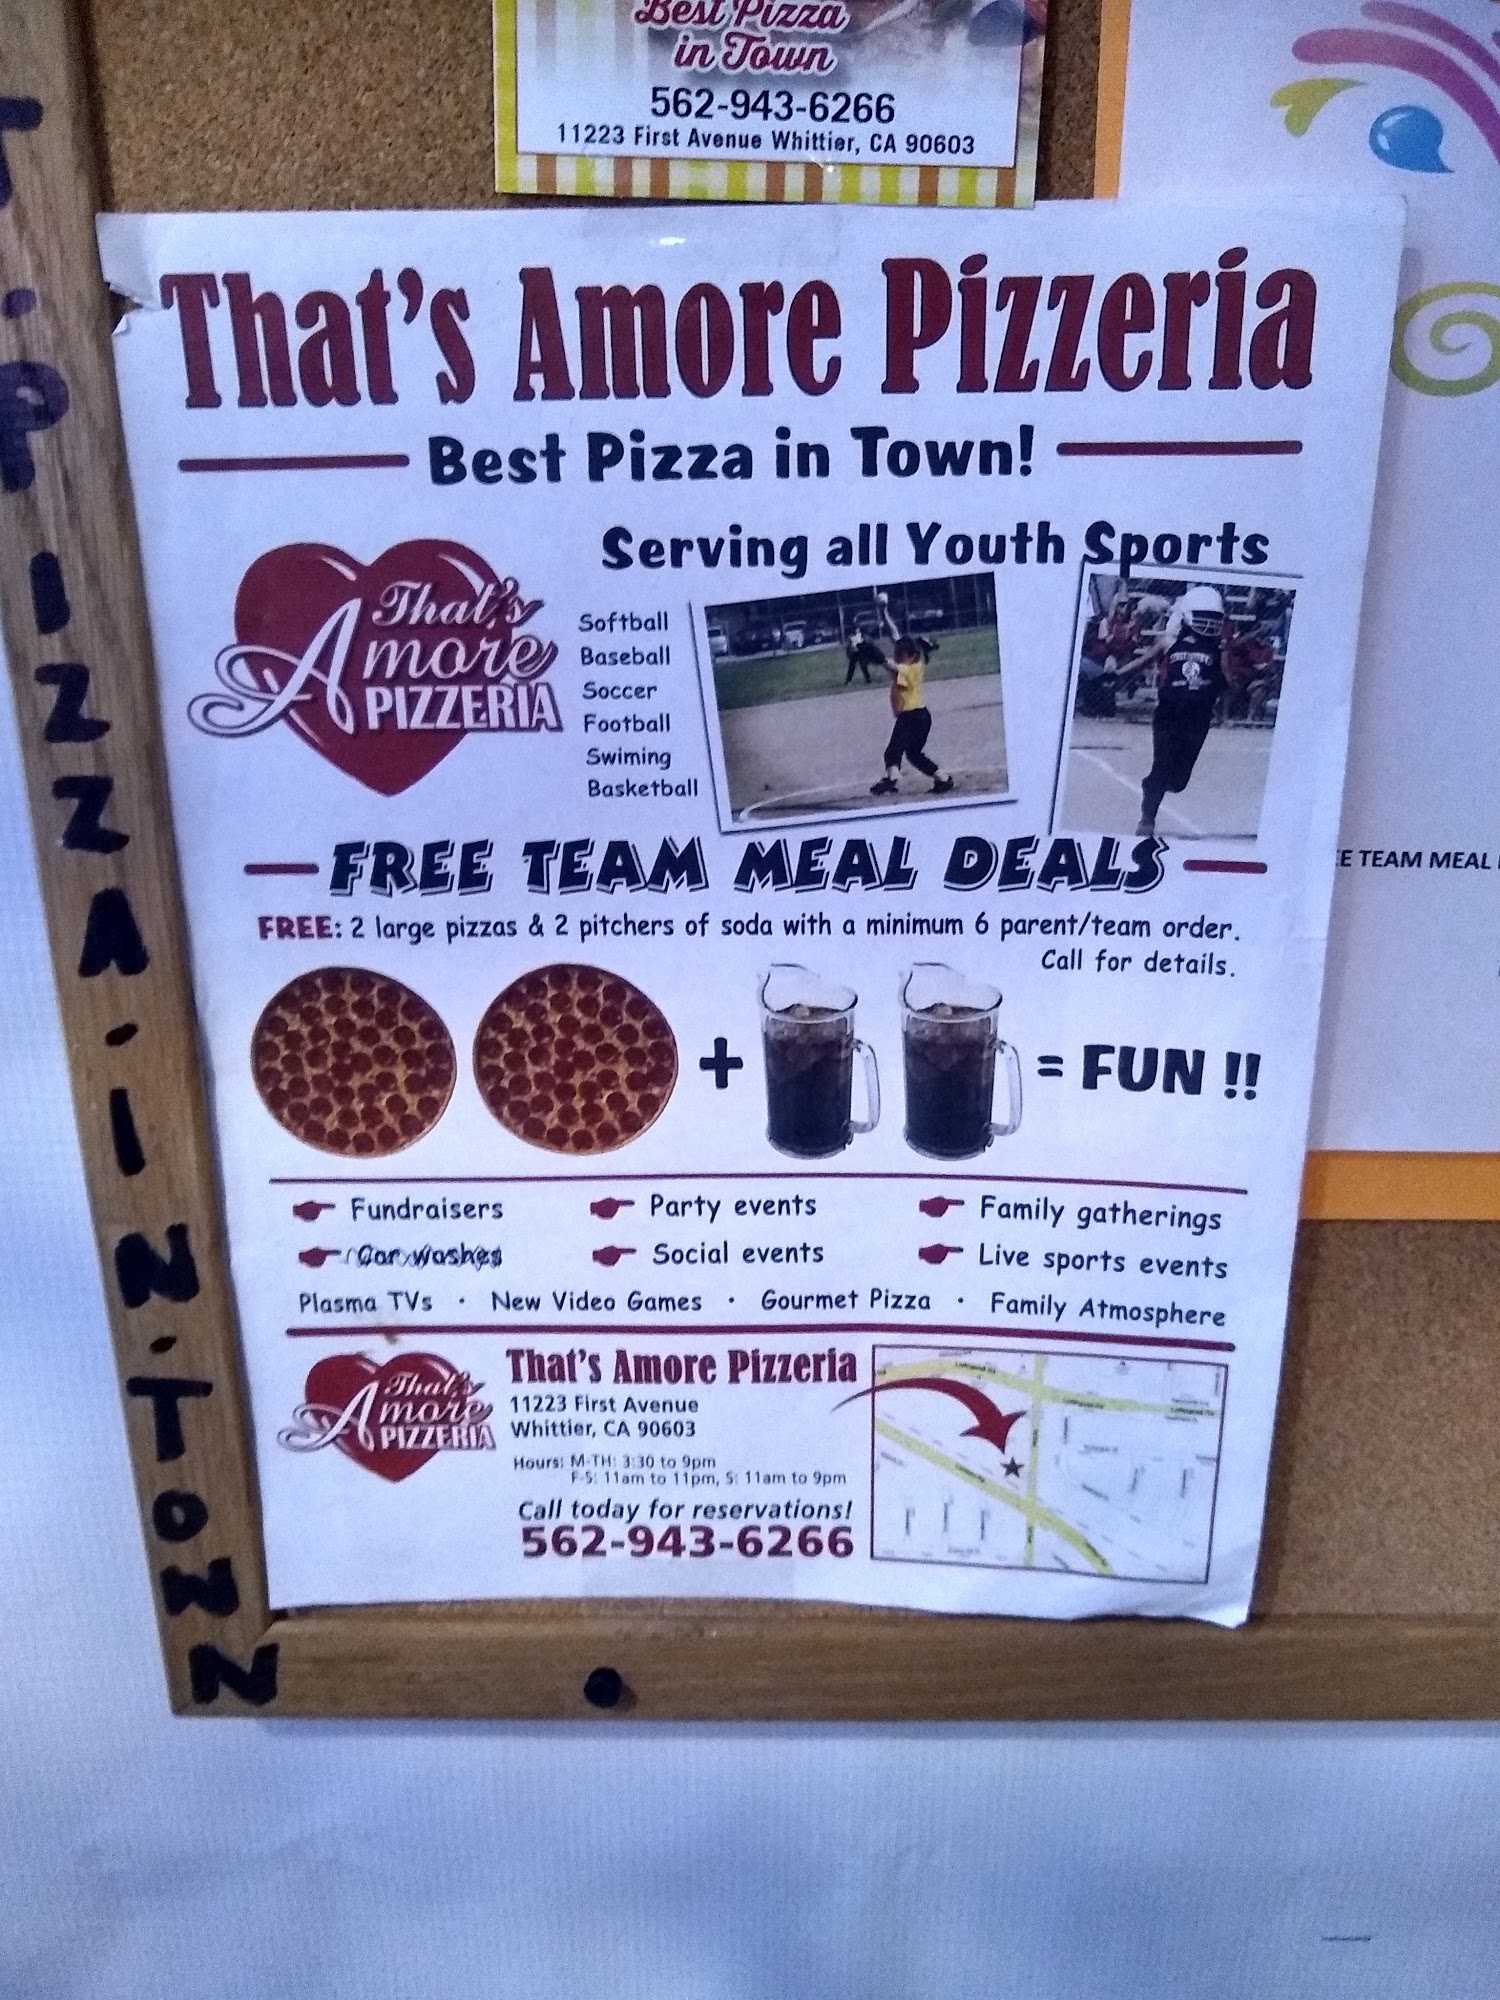 Best Pizza
in Town
562-943-6266
11223 First Avenue Whittier, CA 90603
That's Amore Pizzeria
Best Pizza in Town!
Serving all Youth Sports
That's
Amore
PIZZERIA
Softball
Baseball
Soccer
Football
Swiming
Basketball
FREE TEAM MEAL DEALS
FREE: 2 large pizzas & 2 pitchers of soda with a minimum 6 parent/team order.
Call for details.
+ = FUN !!
Fundraisers Party events Family gatherings
Car washes Social events Live sports events
Plasma TVs · New Video Games · Gourmet Pizza · Family Atmosphere
That's
Amore
PIZZERIA
That's Amore Pizzeria
11223 First Avenue
Whittier, CA 90603
Hours: M-TH: 3:30 to 9pm
F-S: 11am to 11pm, S: 11am to 9pm
Call today for reservations!
562-943-6266
TEAM MEAL
PIZZA · IN · TOWN